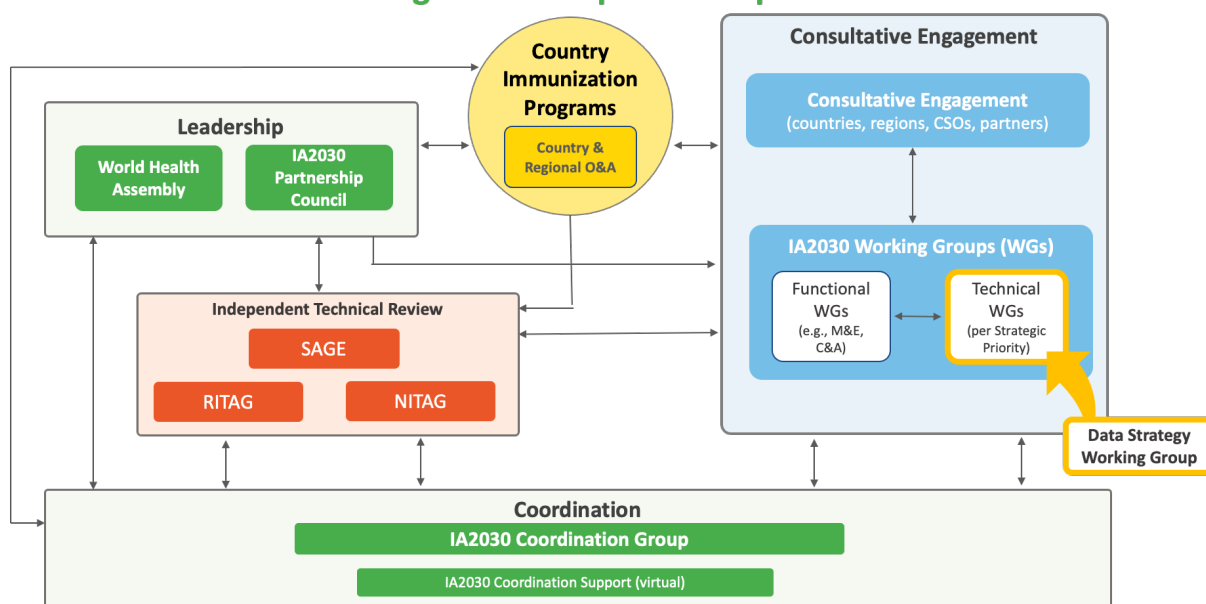 Country
Immunization
Programs
Country &
Regional O&A
Leadership
World Health
Assembly
IA2030
Partnership
Council
Independent Technical Review
SAGE
RITAG
NITAG
Consultative Engagement
Consultative Engagement
(countries, regions, CSOs, partners)
IA2030 Working Groups (WGs)
Functional
WGs
(e.g., M&E,
C&A)
Technical
WGs
(per Strategic
Priority)
Data Strategy
Working Group
Coordination
IA2030 Coordination Group
IA2030 Coordination Support (virtual)